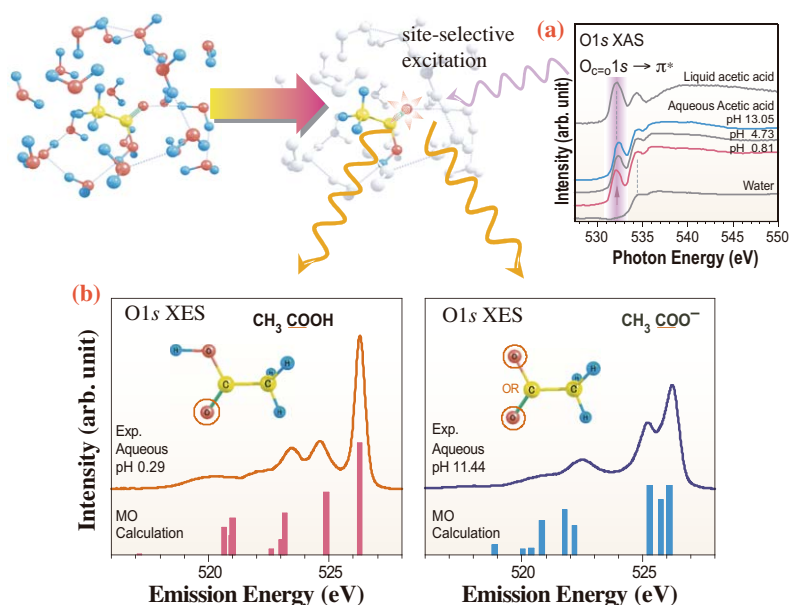 site-selective
excitation
(a)
O1s XAS
O_C=O 1s → π*
Liquid acetic acid
Aqueous Acetic acid
pH 13.05
pH 4.73
pH 0.81
Water
Intensity (arb. unit)
530 535 540 545 550
Photon Energy (eV)
(b)
Intensity (arb. unit)
O1s XES
CH3 COOH
H O
C C
H H
O H
Exp.
Aqueous
pH 0.29
MO
Calculation
520 525
Emission Energy (eV)
O1s XES
CH3 COO−
O
H H
OR C C
O H
Exp.
Aqueous
pH 11.44
MO
Calculation
520 525
Emission Energy (eV)